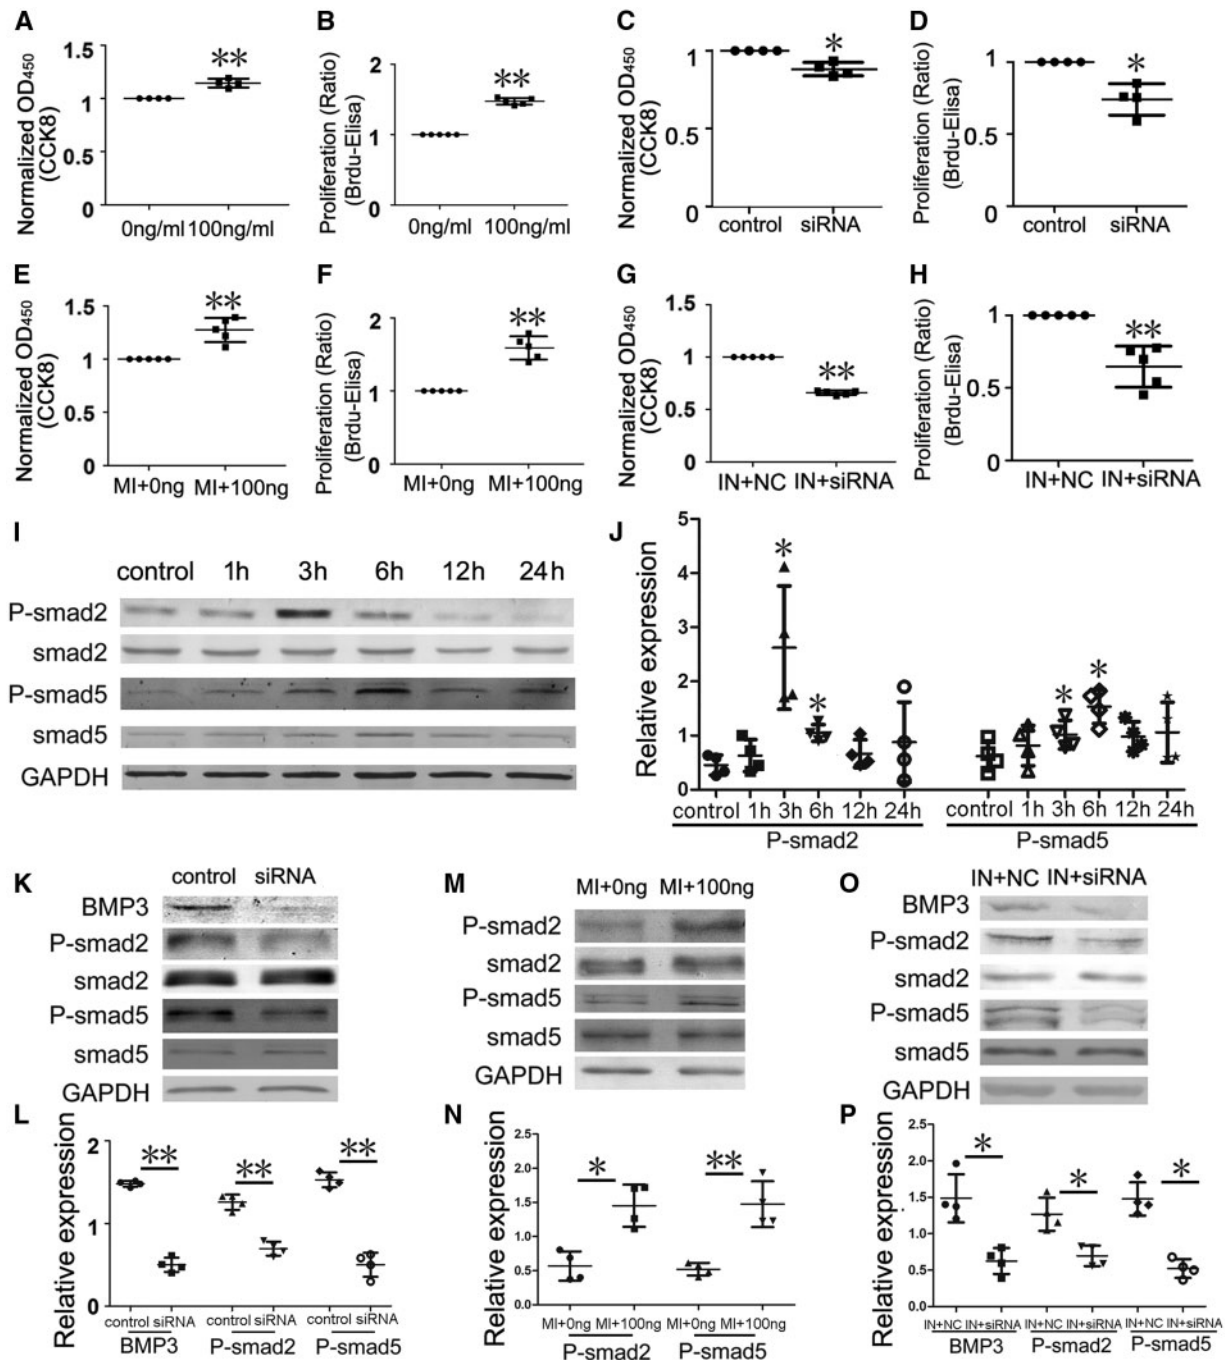 A
Normalized OD450
(CCK8)
1.5
1
0.5
0
**
0ng/ml 100ng/ml
B
Proliferation (Ratio)
(Brdu-Elisa)
2
1
0
**
0ng/ml 100ng/ml
C
Normalized OD450
(CCK8)
1
0.5
0
*
control siRNA
D
Proliferation (Ratio)
(Brdu-Elisa)
1
0.5
0
*
control siRNA
E
Normalized OD450
(CCK8)
1.5
1
0.5
0
**
MI+0ng MI+100ng
F
Proliferation (Ratio)
(Brdu-Elisa)
2
1
0
**
MI+0ng MI+100ng
G
Normalized OD450
(CCK8)
1.5
1
0.5
0
**
IN+NC IN+siRNA
H
Proliferation (Ratio)
(Brdu-Elisa)
1
0.5
0
**
IN+NC IN+siRNA
I
control 1h 3h 6h 12h 24h
P-smad2
smad2
P-smad5
smad5
GAPDH
J
Relative expression
5
4
3
2
1
0
* * * *
control 1h 3h 6h 12h 24h control 1h 3h 6h 12h 24h
P-smad2 P-smad5
K
control siRNA
BMP3
P-smad2
smad2
P-smad5
smad5
GAPDH
M
MI+0ng MI+100ng
P-smad2
smad2
P-smad5
smad5
GAPDH
O
IN+NC IN+siRNA
BMP3
P-smad2
smad2
P-smad5
smad5
GAPDH
L
Relative expression
2
1
0
** ** **
control siRNA control siRNA control siRNA
BMP3 P-smad2 P-smad5
N
Relative expression
2.5
2.0
1.5
1.0
0.5
0.0
* **
MI+0ng MI+100ng MI+0ng MI+100ng
P-smad2 P-smad5
P
Relative expression
2.5
2.0
1.5
1.0
0.5
0.0
* * *
IN+NC IN+siRNA IN+NC IN+siRNA IN+NC IN+siRNA
BMP3 P-smad2 P-smad5